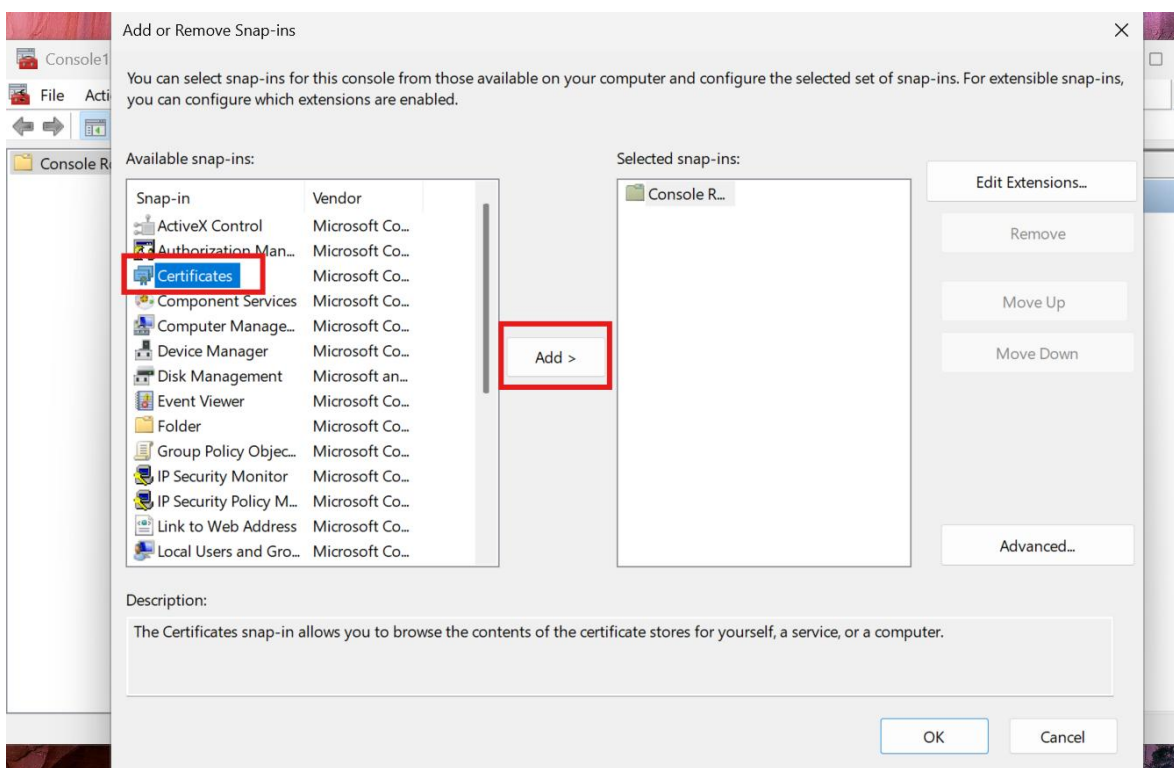 Add or Remove Snap-ins
Console1
You can select snap-ins for this console from those available on your computer and configure the selected set of snap-ins. For extensible snap-ins,
you can configure which extensions are enabled.
File Acti
Console R
Available snap-ins:
Selected snap-ins:
Snap-in Vendor
ActiveX Control Microsoft Co...
Authorization Man... Microsoft Co...
Certificates Microsoft Co...
Component Services Microsoft Co...
Computer Manage... Microsoft Co...
Device Manager Microsoft Co...
Disk Management Microsoft an...
Event Viewer Microsoft Co...
Folder Microsoft Co...
Group Policy Objec... Microsoft Co...
IP Security Monitor Microsoft Co...
IP Security Policy M... Microsoft Co...
Link to Web Address Microsoft Co...
Local Users and Gro... Microsoft Co...
Add >
Console R...
Edit Extensions...
Remove
Move Up
Move Down
Advanced...
Description:
The Certificates snap-in allows you to browse the contents of the certificate stores for yourself, a service, or a computer.
OK Cancel